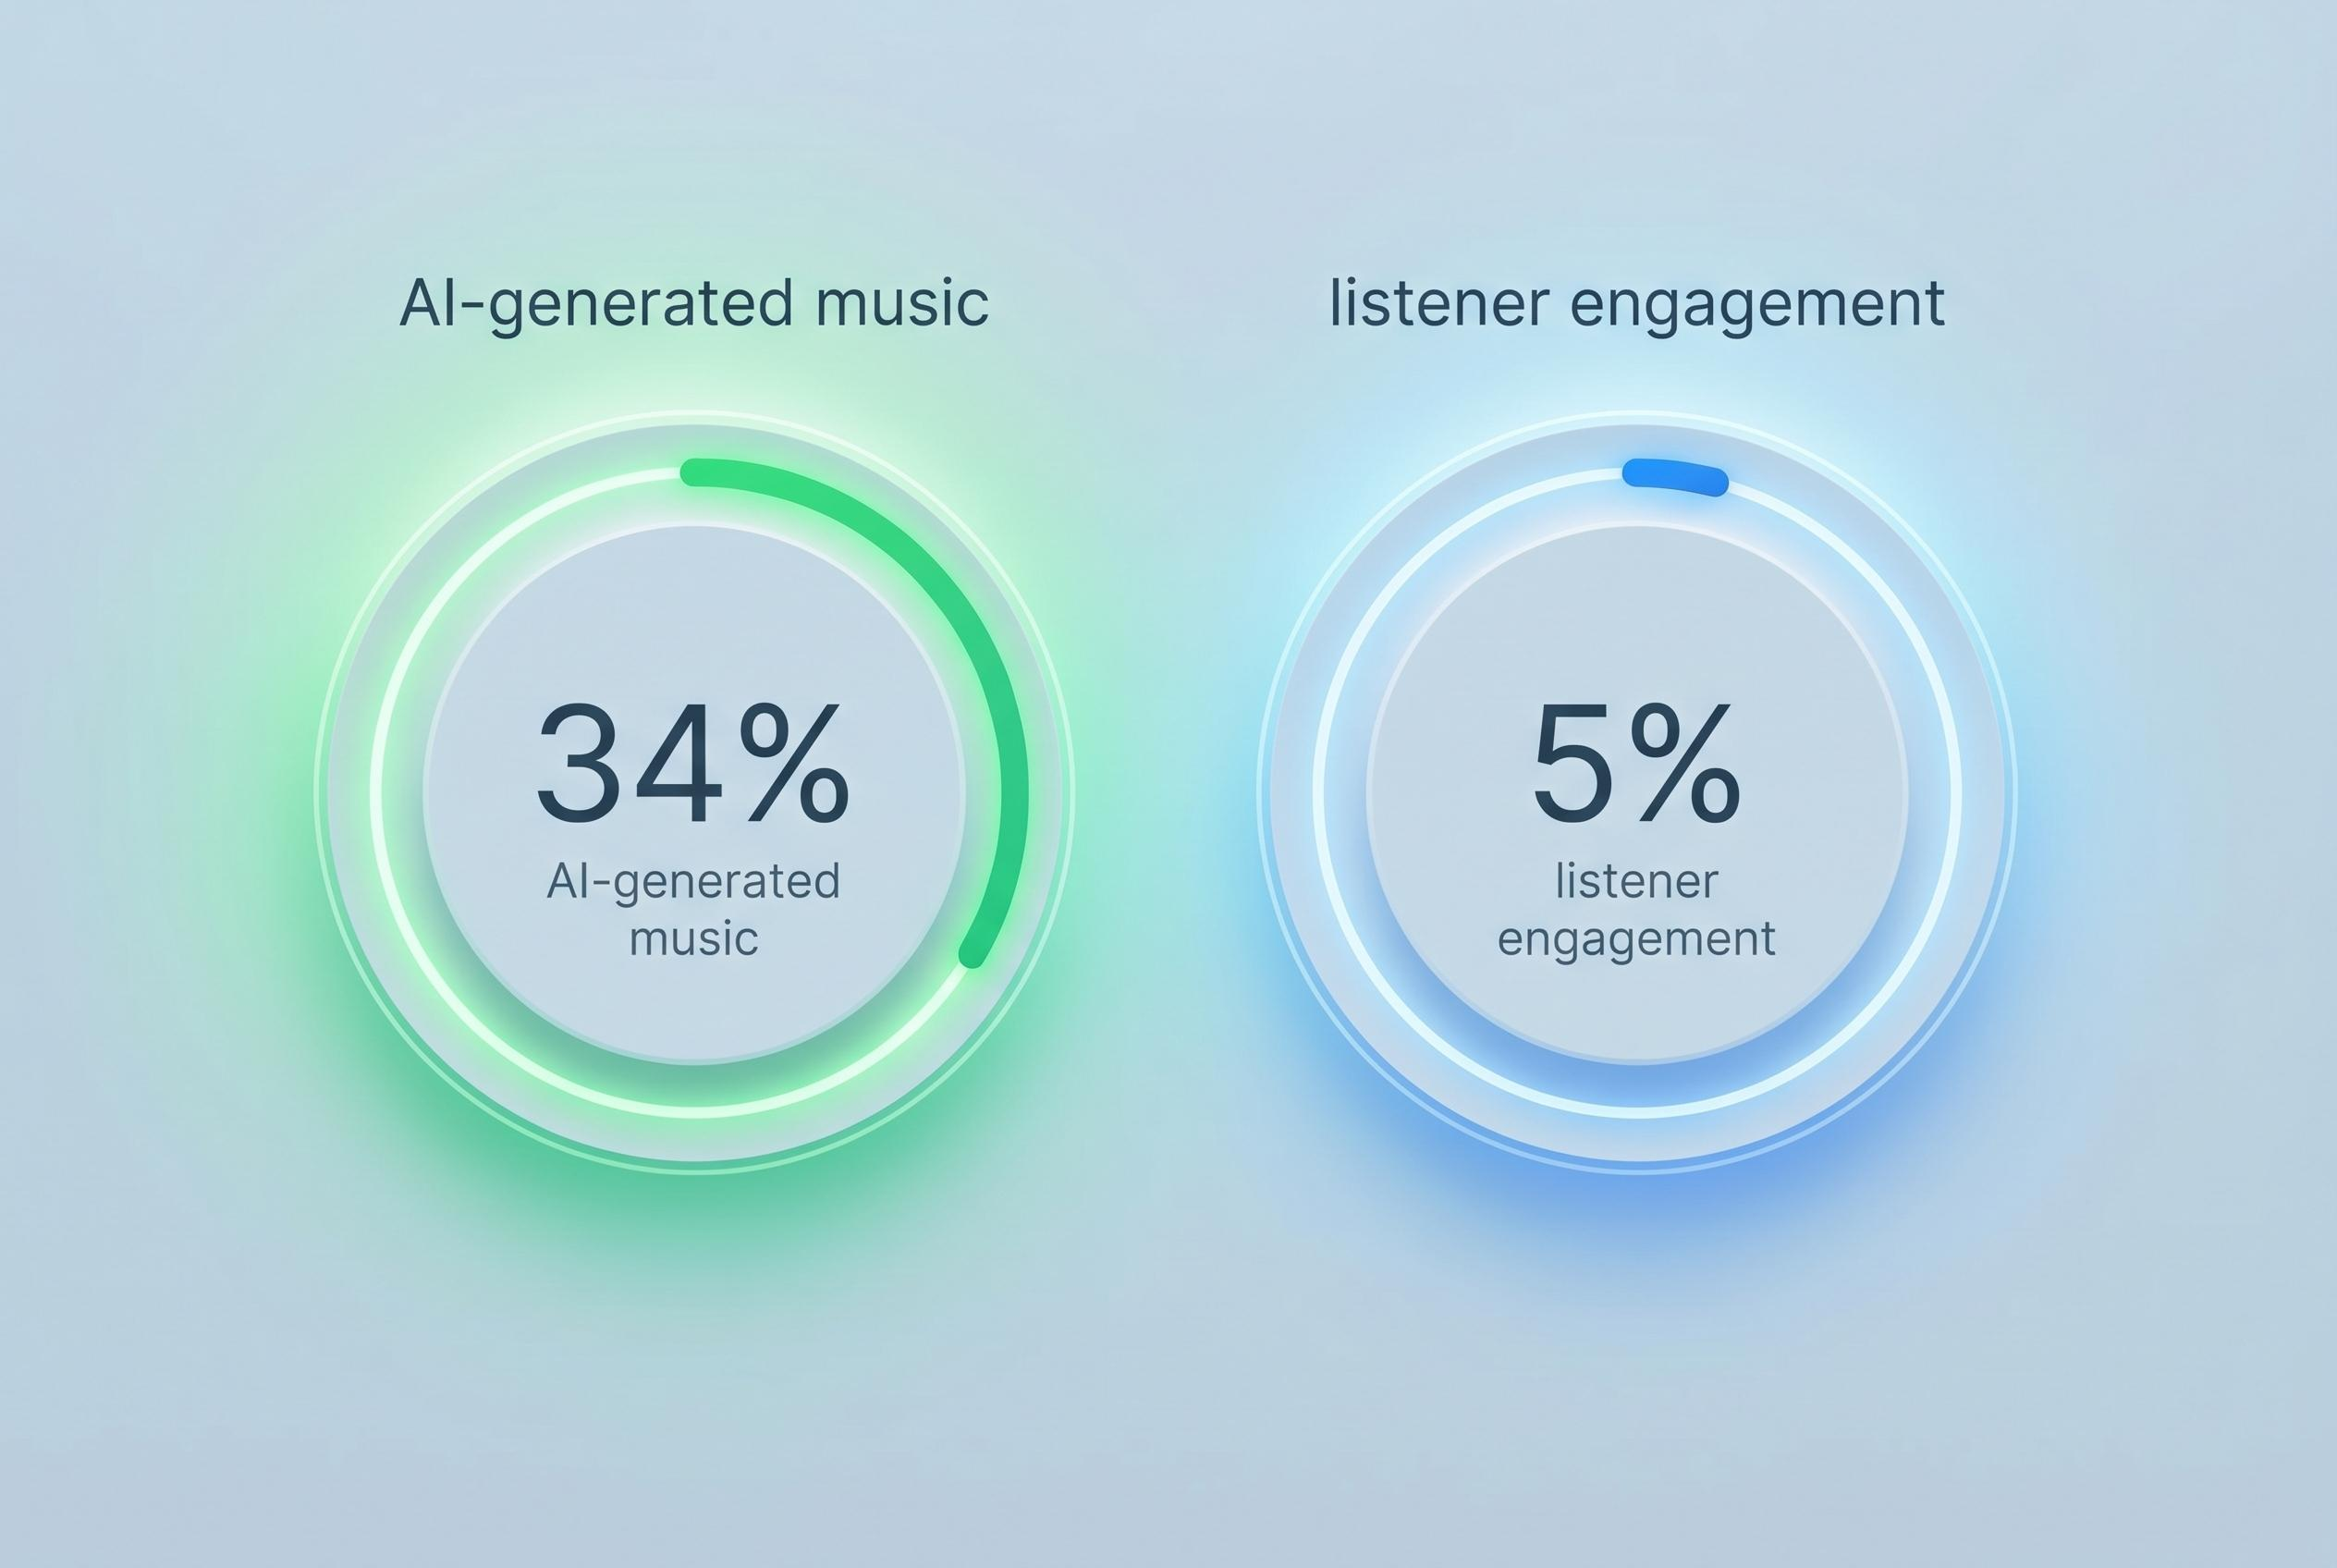 AI-generated music
listener engagement
34%
AI-generated
music
5%
listener
engagement